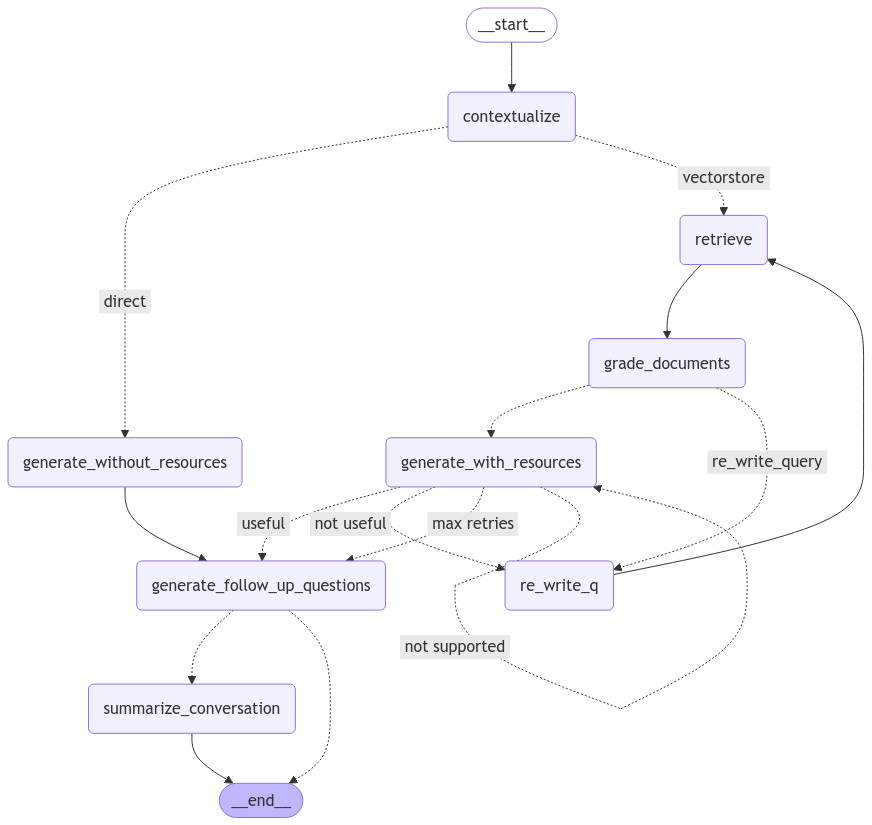 __start__
contextualize
vectorstore
retrieve
direct
grade_documents
generate_without_resources
generate_with_resources
re_write_query
useful
not useful
max retries
generate_follow_up_questions
re_write_q
not supported
summarize_conversation
__end__